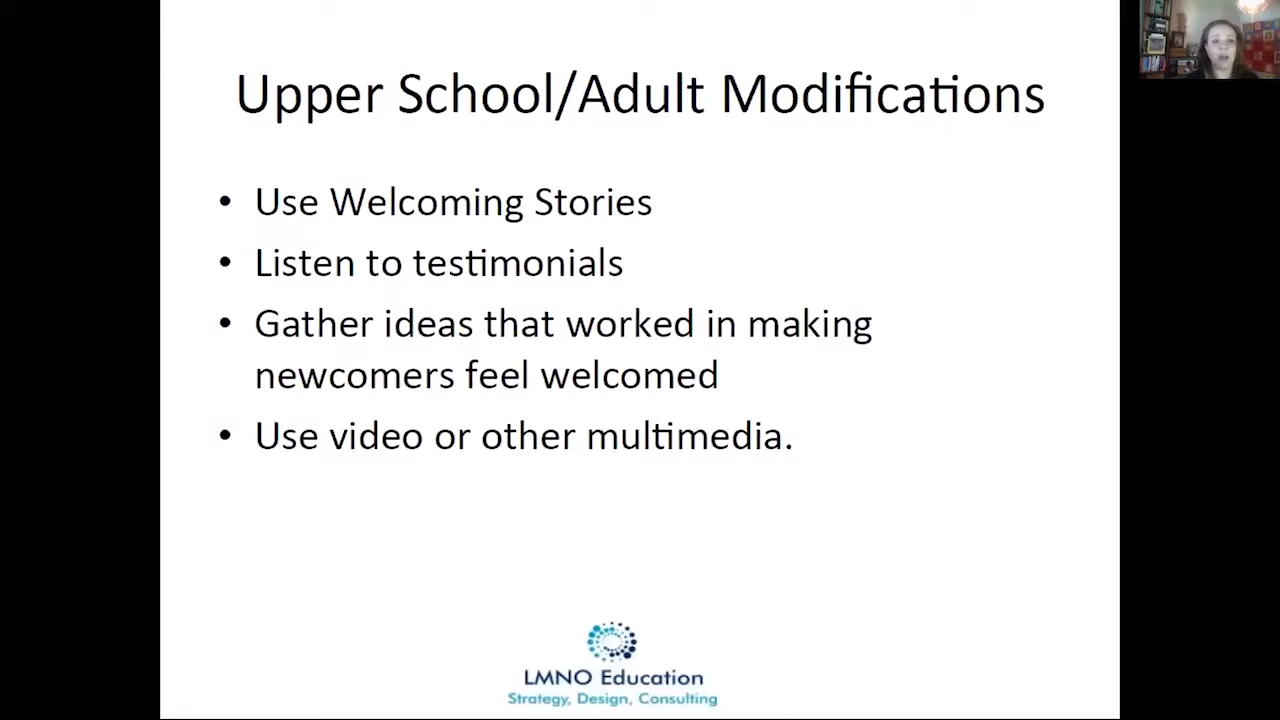 Upper School/Adult Modifications
• Use Welcoming Stories
• Listen to testimonials
• Gather ideas that worked in making
newcomers feel welcomed
• Use video or other multimedia.
LMNO Education
Strategy, Design, Consulting